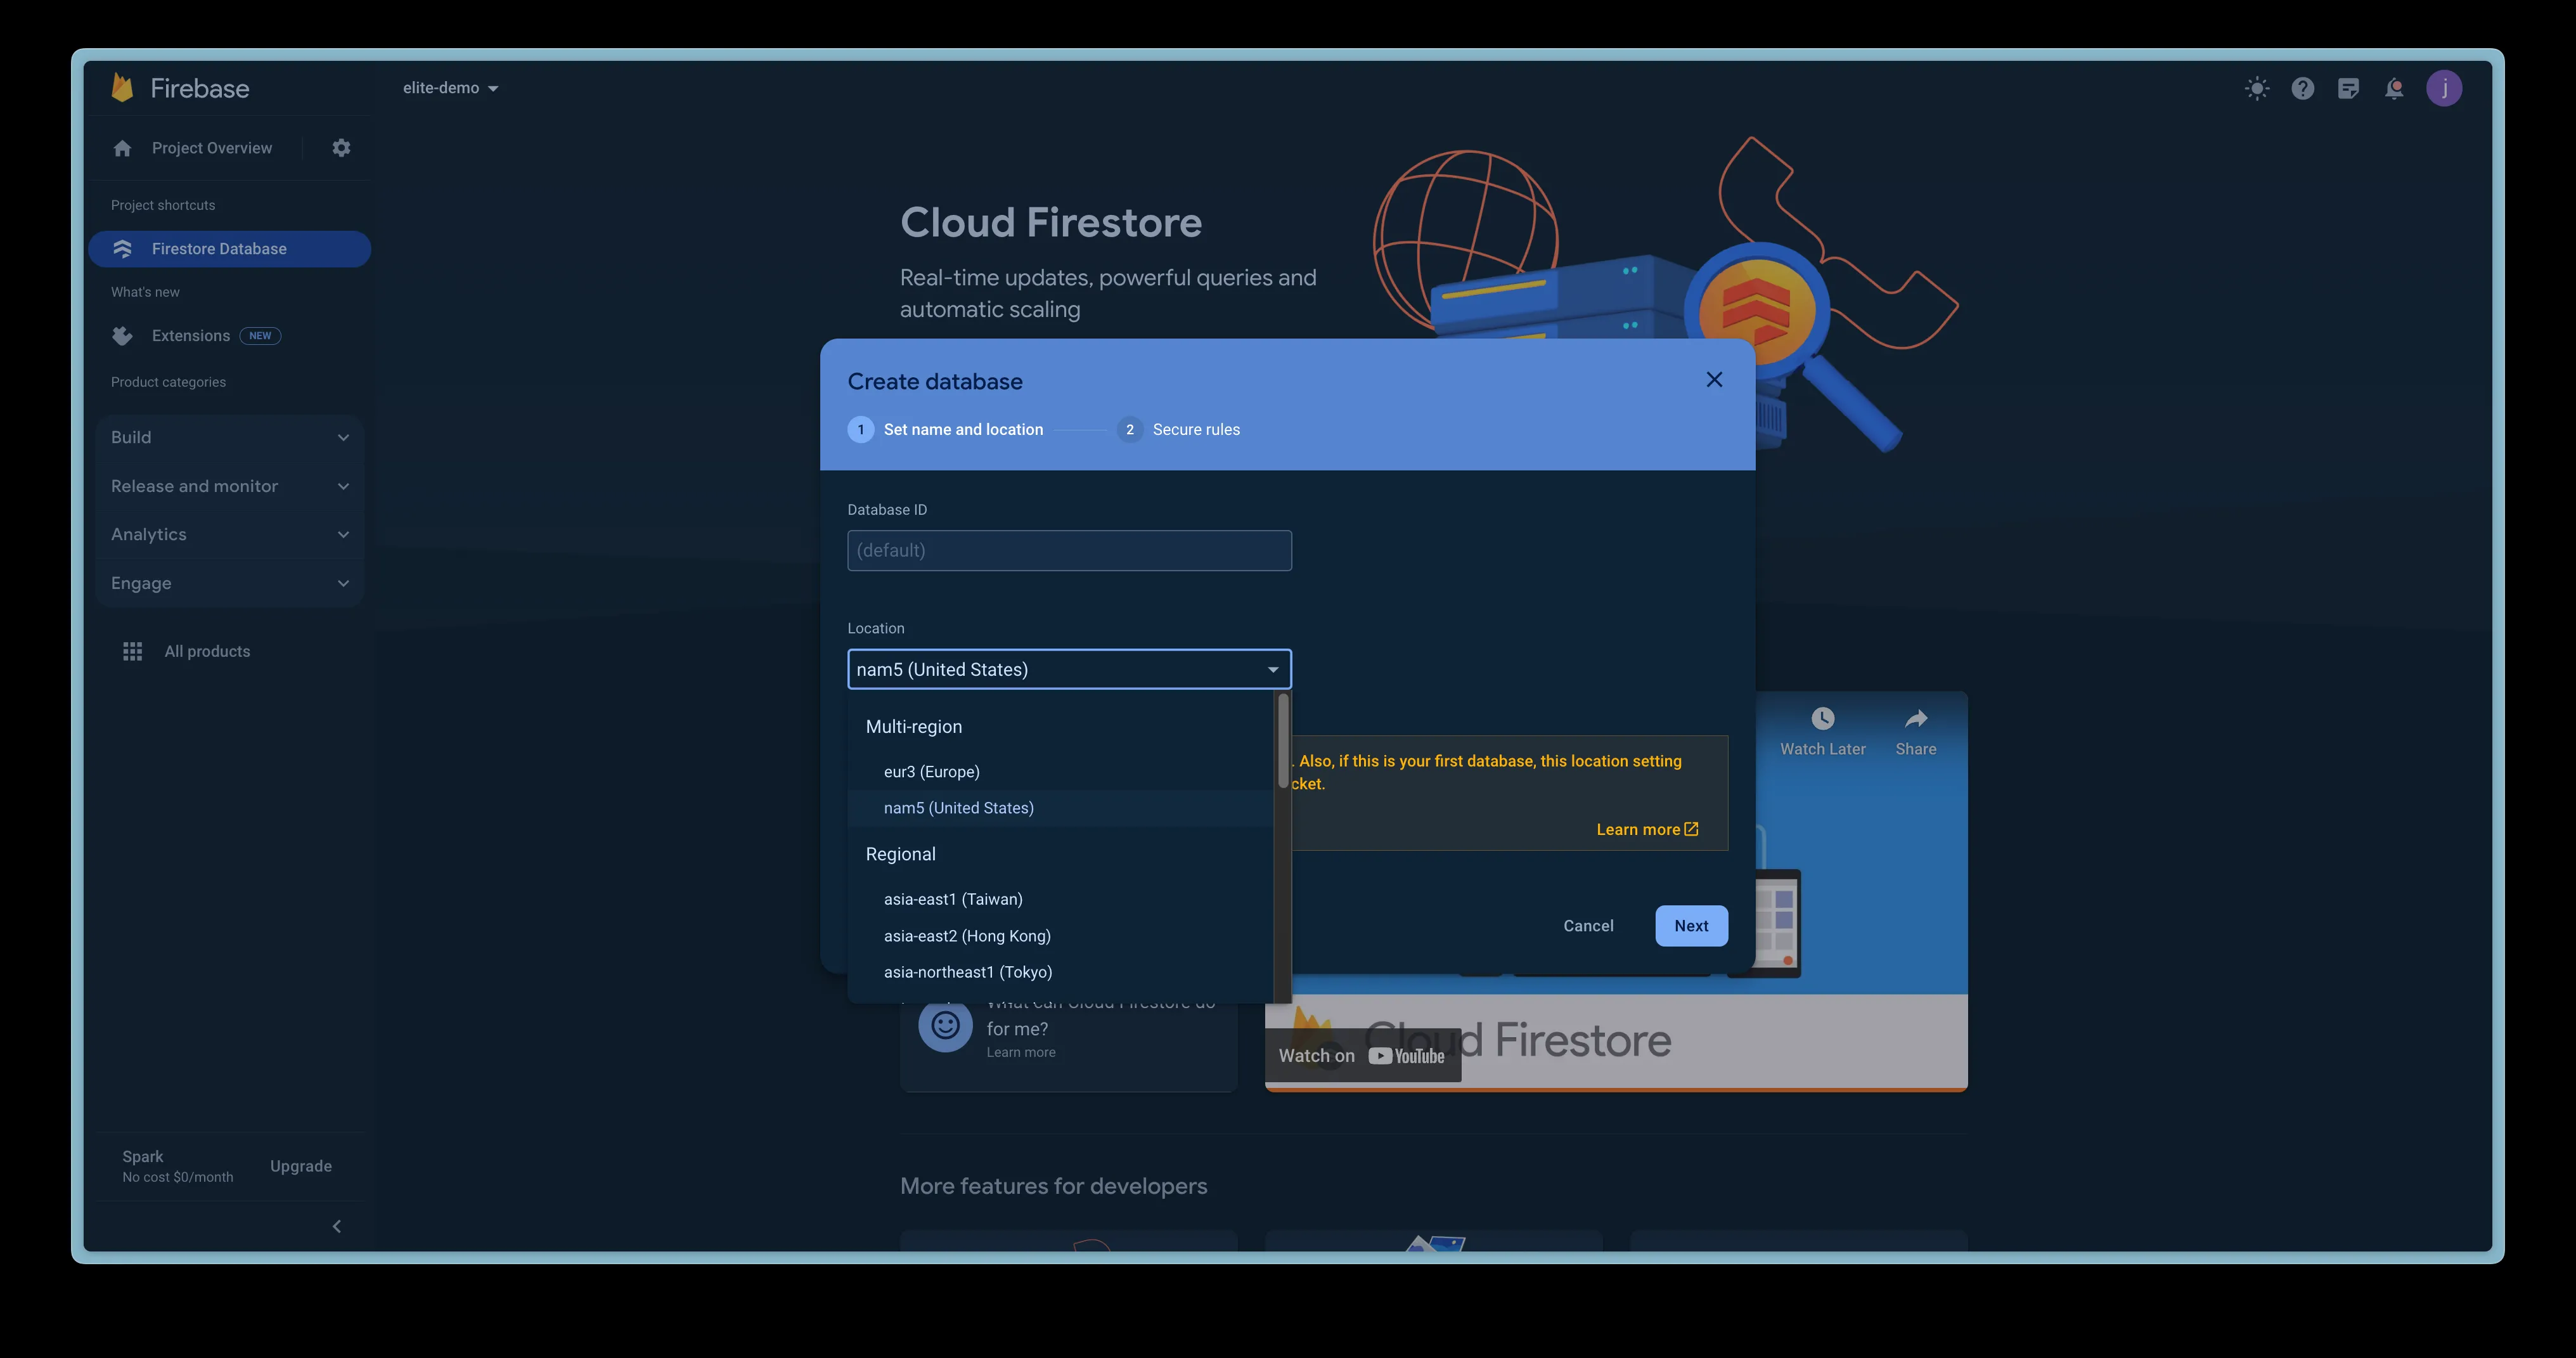 Firebase
elite-demo
j
Project Overview
Project shortcuts
Firestore Database
What's new
Extensions NEW
Product categories
Build
Release and monitor
Analytics
Engage
All products
Spark
No cost $0/month
Upgrade
Cloud Firestore
Real-time updates, powerful queries and
automatic scaling
Create database
1 Set name and location
2 Secure rules
Database ID
(default)
Location
nam5 (United States)
Multi-region
eur3 (Europe)
nam5 (United States)
Regional
asia-east1 (Taiwan)
asia-east2 (Hong Kong)
asia-northeast1 (Tokyo)
. Also, if this is your first database, this location setting
cket.
Learn more
Cancel
Next
Watch Later
Share
What can Cloud Firestore do
for me?
Learn more
Cloud Firestore
Watch on YouTube
More features for developers